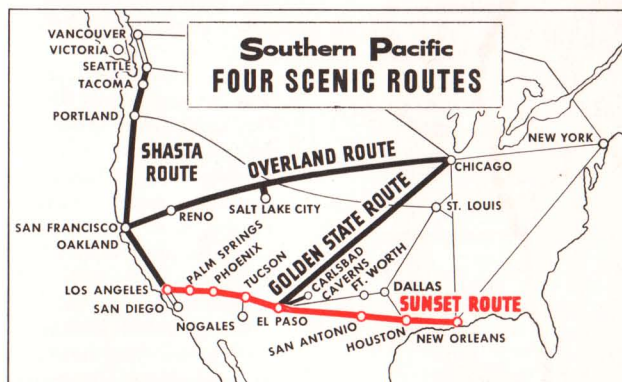 Southern Pacific
FOUR SCENIC ROUTES
VANCOUVER
VICTORIA
SEATTLE
TACOMA
PORTLAND
NEW YORK
SHASTA
ROUTE
OVERLAND ROUTE
CHICAGO
RENO
SALT LAKE CITY
GOLDEN STATE ROUTE
ST. LOUIS
SAN FRANCISCO
OAKLAND
LOS ANGELES
SAN DIEGO
PALM SPRINGS
PHOENIX
TUCSON
NOGALES
EL PASO
CARLSBAD
CAVERNS
FT. WORTH
DALLAS
SUNSET ROUTE
SAN ANTONIO
HOUSTON
NEW ORLEANS